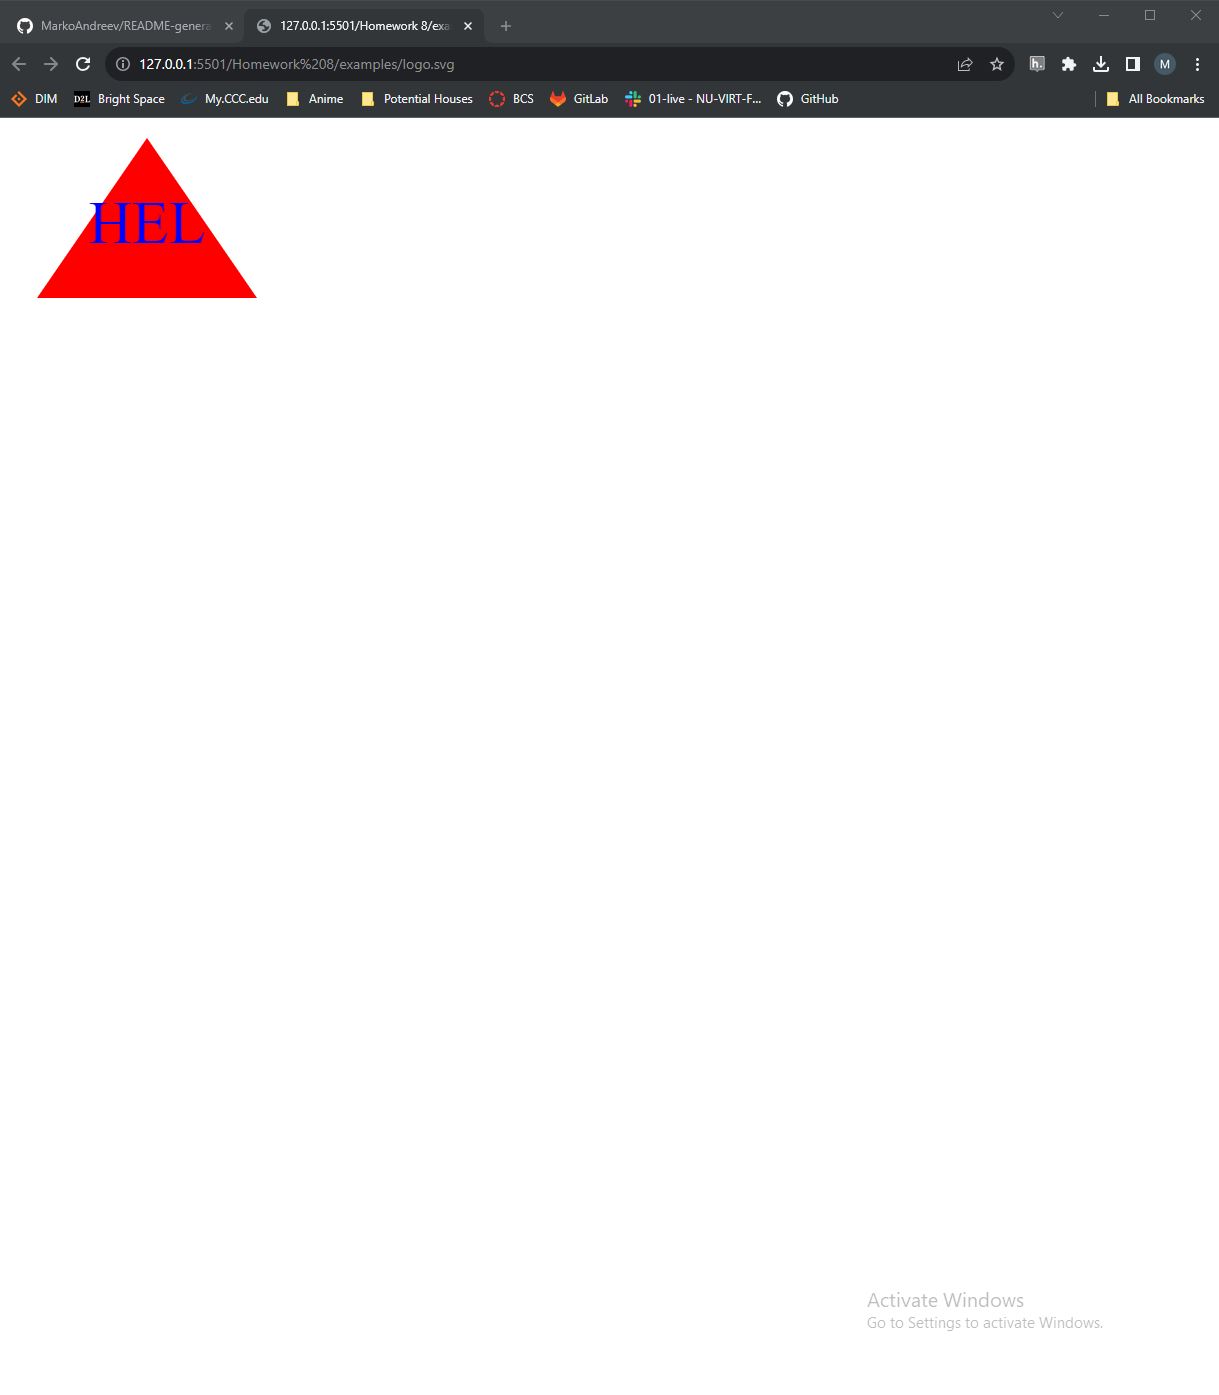 MarkoAndreev/README-genera
127.0.0.1:5501/Homework 8/exa
127.0.0.1:5501/Homework%208/examples/logo.svg
h.
M
DIM
D2L
Bright Space
My.CCC.edu
Anime
Potential Houses
BCS
GitLab
01-live - NU-VIRT-F...
GitHub
All Bookmarks
HEL
Activate Windows
Go to Settings to activate Windows.